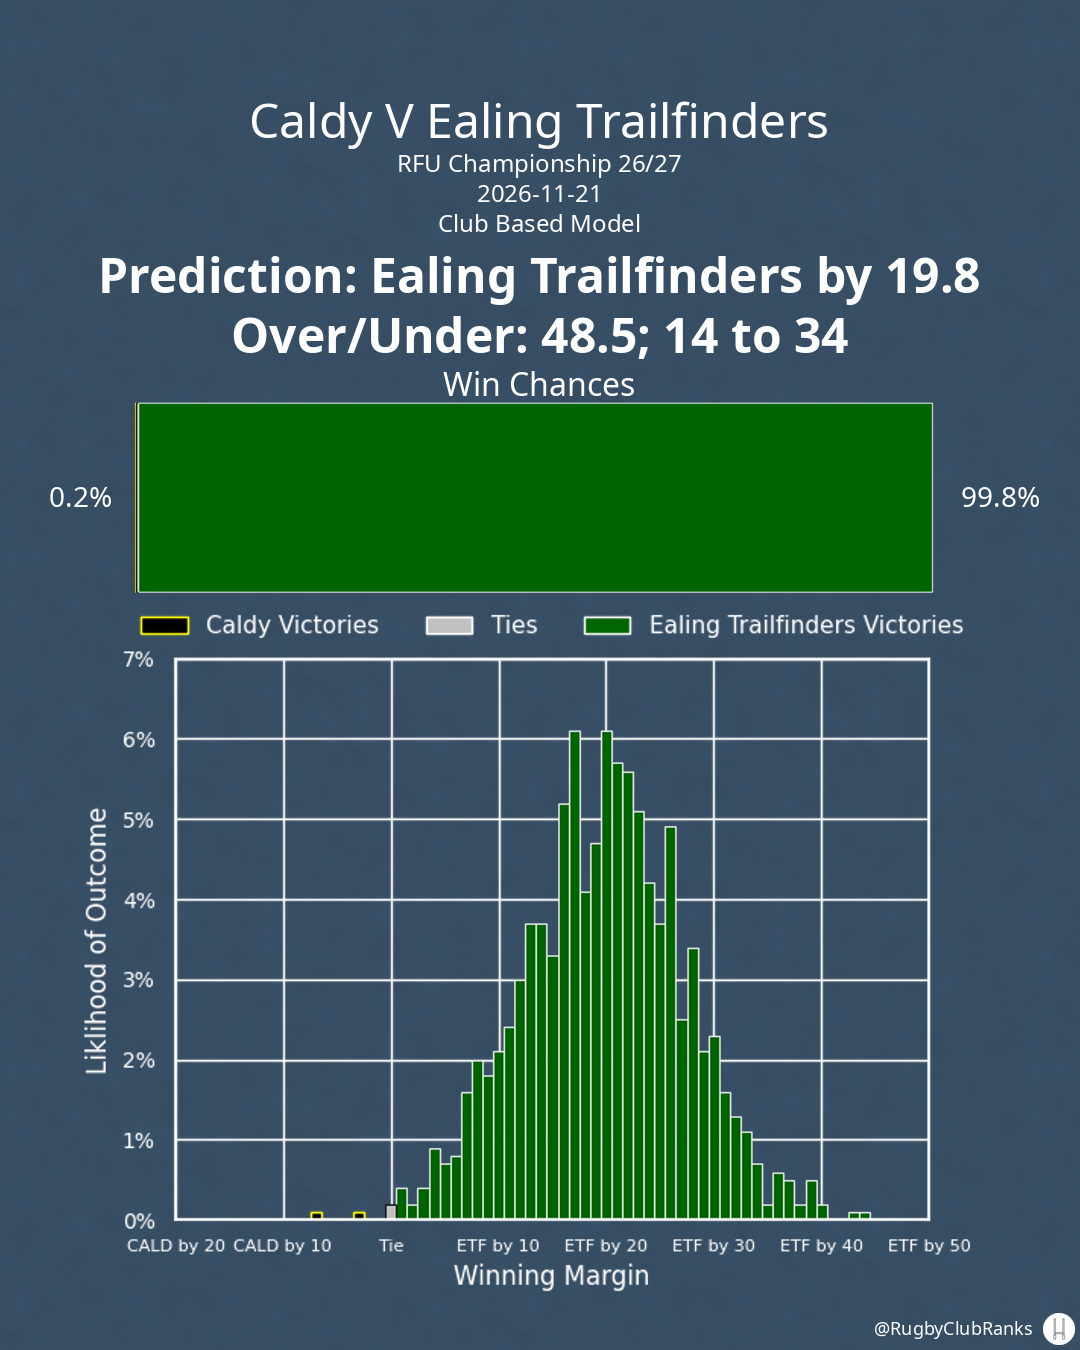 Caldy V Ealing Trailfinders
RFU Championship 26/27
2026-11-21
Club Based Model
Prediction: Ealing Trailfinders by 19.8
Over/Under: 48.5; 14 to 34
Win Chances
0.2%
99.8%
Caldy Victories
Ties
Ealing Trailfinders Victories
Liklihood of Outcome
7%
6%
5%
4%
3%
2%
1%
0%
CALD by 20 CALD by 10 Tie ETF by 10 ETF by 20 ETF by 30 ETF by 40 ETF by 50
Winning Margin
@RugbyClubRanks